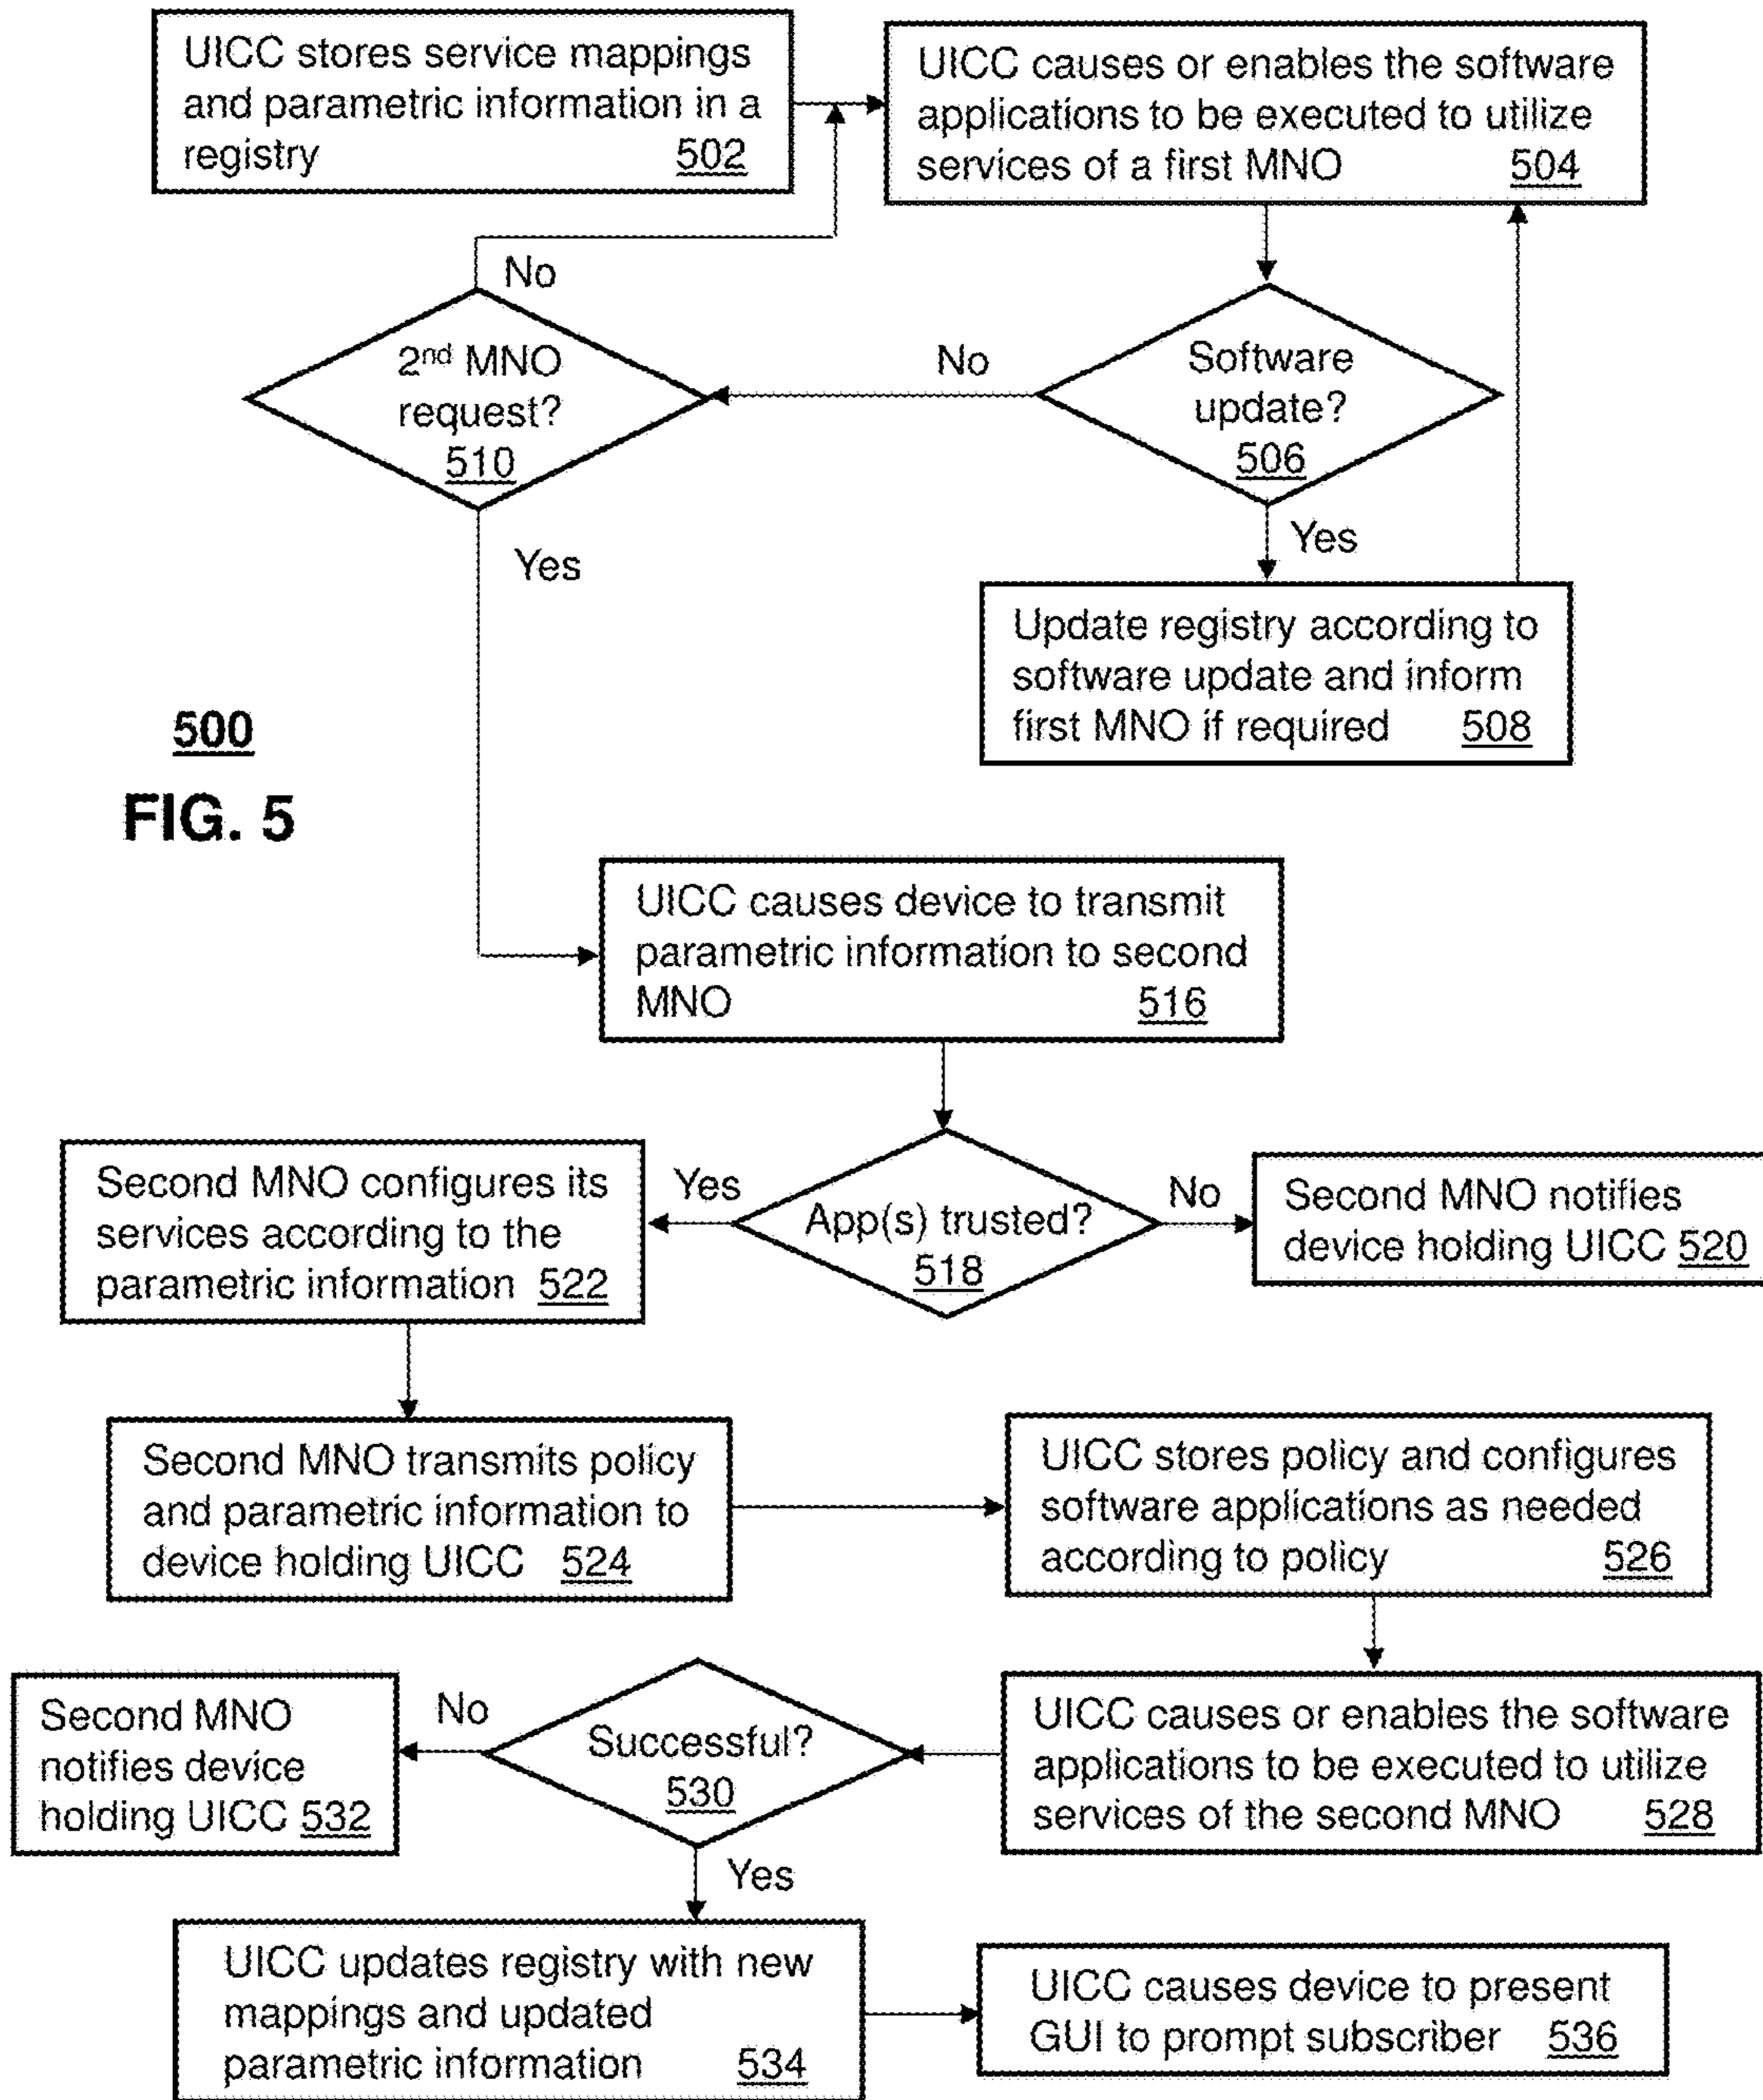 UICC stores service mappings
and parametric information in a
registry 502
UICC causes or enables the software
applications to be executed to utilize
services of a first MNO 504
No
2nd MNO
request?
510
No
Software
update?
506
Yes
Yes
Update registry according to
software update and inform
first MNO if required 508
500
FIG. 5
UICC causes device to transmit
parametric information to second
MNO 516
Second MNO configures its
services according to the
parametric information 522
Yes
App(s) trusted?
518
No
Second MNO notifies
device holding UICC 520
Second MNO transmits policy
and parametric information to
device holding UICC 524
UICC stores policy and configures
software applications as needed
according to policy 526
Second MNO
notifies device
holding UICC 532
No
Successful?
530
UICC causes or enables the software
applications to be executed to utilize
services of the second MNO 528
Yes
UICC updates registry with new
mappings and updated
parametric information 534
UICC causes device to present
GUI to prompt subscriber 536